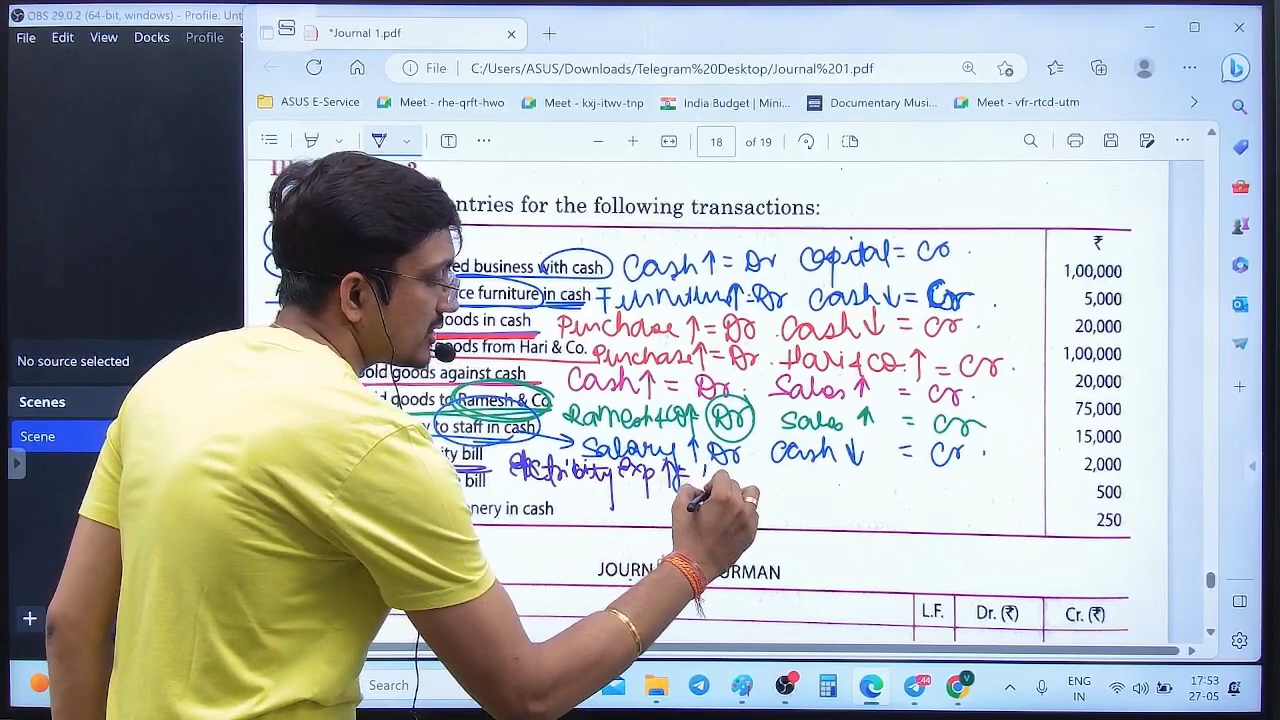 OBS 29.0.2 (64-bit, windows) - Profile: Unt
File Edit View Docks Profile
*Journal 1.pdf
File C:/Users/ASUS/Downloads/Telegram%20Desktop/Journal%201.pdf
ASUS E-Service Meet - rhe-qrft-hwo Meet - kxj-itwv-tnp India Budget | Mini... Documentary Musi... Meet - vfr-rtcd-utm
18 of 19
ntries for the following transactions:
₹
ed business with cash Cash ↑ = Dr Capital = Cr 1,00,000
ce furniture in cash Furniture ↑ = Dr Cash ↓ = Cr 5,000
oods in cash Purchase ↑ = Dr Cash ↓ = Cr 20,000
oods from Hari & Co. Purchase ↑ = Dr Hari & Co. ↑ = Cr 1,00,000
old goods against cash Cash ↑ = Dr Sales ↑ = Cr 20,000
d goods to Ramesh & Co Ramesh & Co ↑ Dr Sales ↑ = Cr 75,000
y to staff in cash Salary ↑ Dr Cash ↓ = Cr 15,000
ity bill exp ↑ = 2,000
bill 500
nery in cash 250
JOURN URMAN
L.F. Dr. (₹) Cr. (₹)
No source selected
Scenes
Scene
Search
44
V
ENG
IN
17:53
27-05